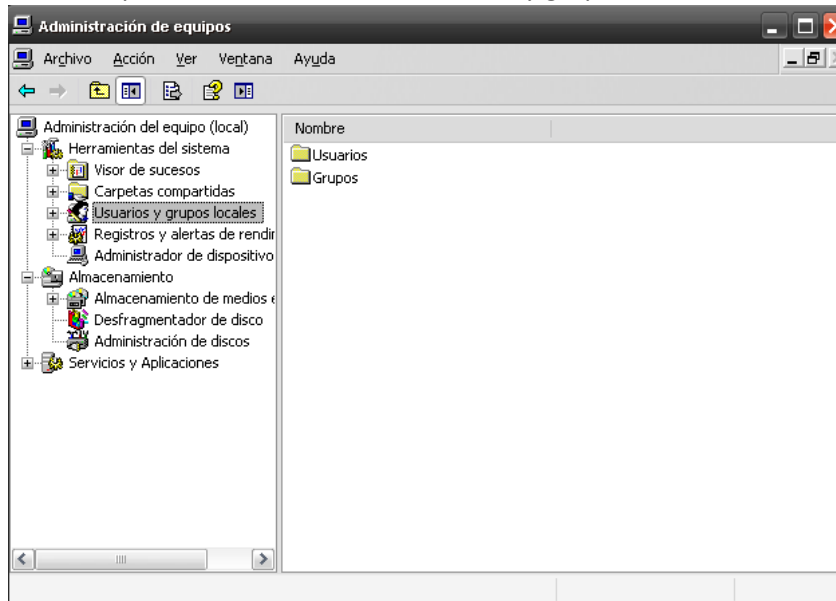 Administración de equipos
Archivo Acción Ver Ventana Ayuda
Administración del equipo (local)
Herramientas del sistema
Visor de sucesos
Carpetas compartidas
Usuarios y grupos locales
Registros y alertas de rendir
Administrador de dispositivo
Almacenamiento
Almacenamiento de medios e
Desfragmentador de disco
Administración de discos
Servicios y Aplicaciones
Nombre
Usuarios
Grupos